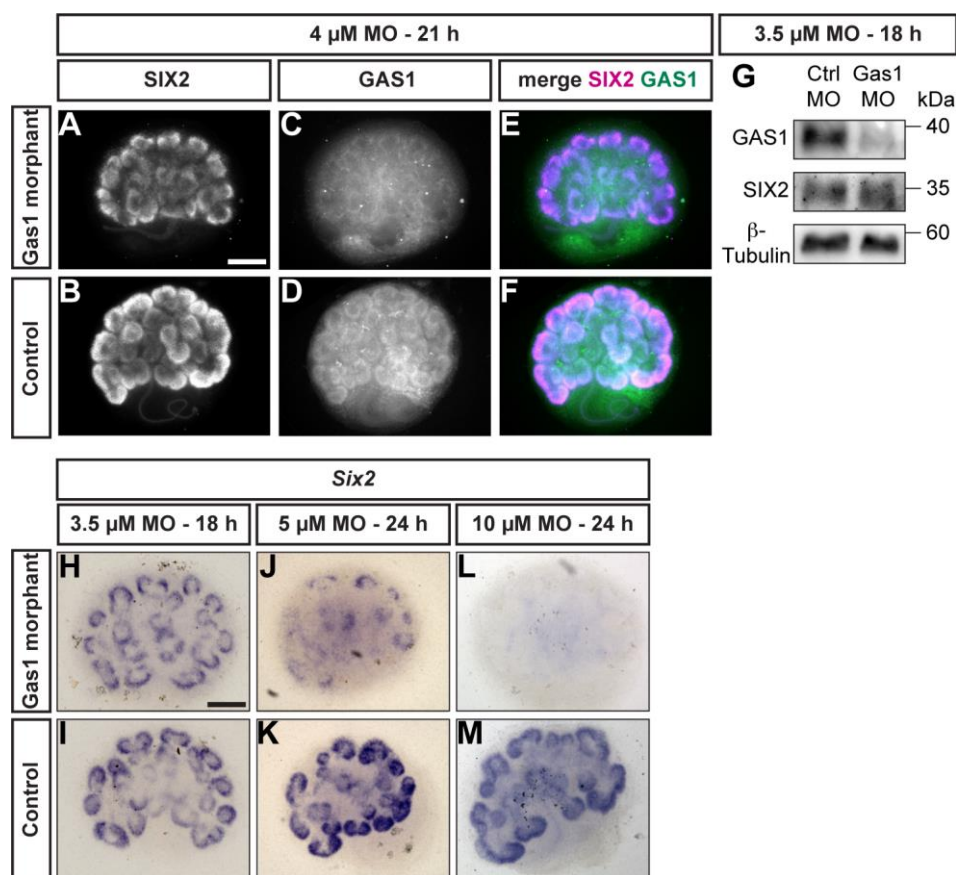 4 µM MO - 21 h
3.5 µM MO - 18 h
SIX2
GAS1
merge SIX2 GAS1
G
Ctrl MO
Gas1 MO
kDa
GAS1
40
SIX2
35
β-
Tubulin
60
Gas1 morphant
A
C
E
Control
B
D
F
Six2
3.5 µM MO - 18 h
5 µM MO - 24 h
10 µM MO - 24 h
Gas1 morphant
H
J
L
Control
I
K
M